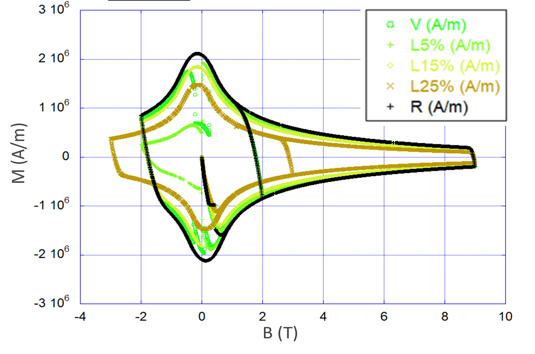 3 10⁶
2 10⁶
1 10⁶
0
-1 10⁶
-2 10⁶
-3 10⁶
M (A/m)
-4 -2 0 2 4 6 8 10
B (T)
V (A/m)
L5% (A/m)
L15% (A/m)
L25% (A/m)
R (A/m)